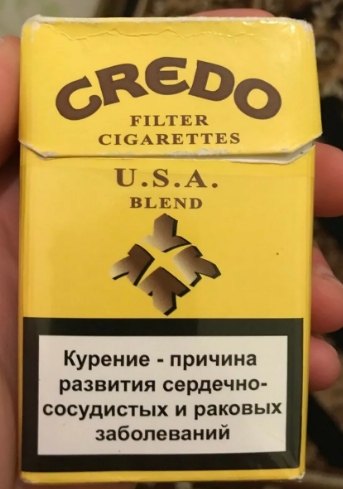 CREDO
FILTER
CIGARETTES
U.S.A.
BLEND
Курение - причина
развития сердечно-
сосудистых и раковых
заболеваний